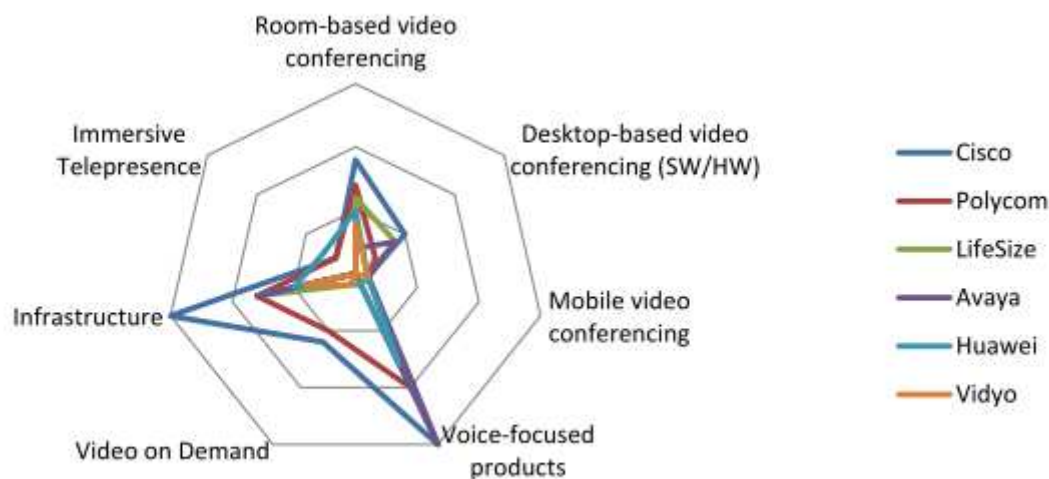 Room-based video
conferencing
Immersive
Telepresence
Desktop-based video
conferencing (SW/HW)
Infrastructure
Mobile video
conferencing
Video on Demand
Voice-focused
products
Cisco
Polycom
LifeSize
Avaya
Huawei
Vidyo